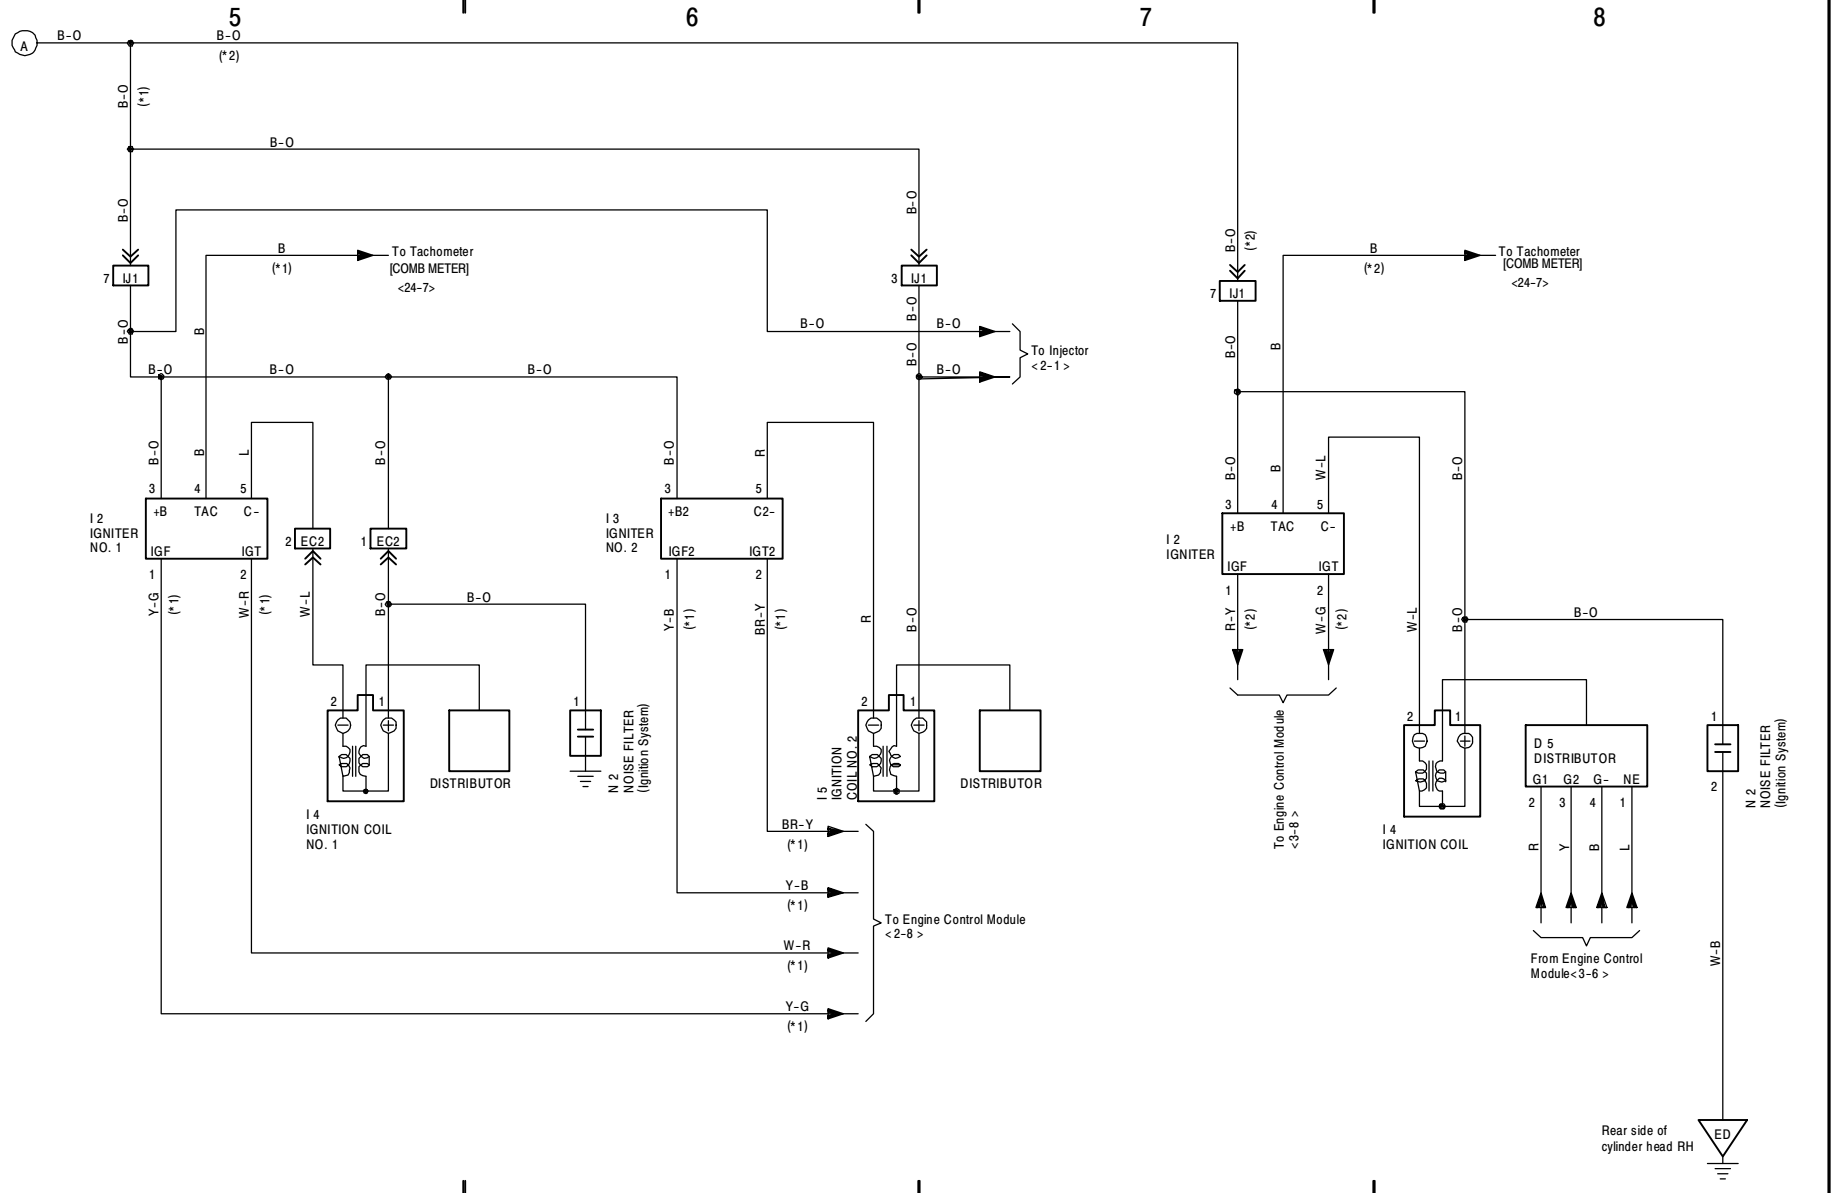 5
6
7
8
A
B-O
B-O
(*2)
B-O
(*1)
B-O
B-O
B-O
B-O
(*2)
B
(*1)
To Tachometer
[COMB METER]
<24-7>
7
IJ1
3
IJ1
7
IJ1
B
(*2)
To Tachometer
[COMB METER]
<24-7>
B-O
B
B-O
B-O
B-O
B-O
To Injector
<2-1>
B-O
B
B-O
B-O
B-O
B-O
B-O
B
L
B-O
B-O
R
B-O
B
W-L
B-O
3
4
5
+B
TAC
C-
I 2
IGNITER
NO. 1
IGF
IGT
1
2
2
EC2
1
EC2
3
5
+B2
C2-
I 3
IGNITER
NO. 2
IGF2
IGT2
1
2
3
4
5
+B
TAC
C-
I 2
IGNITER
IGF
IGT
1
2
Y-G
(*1)
W-R
(*1)
W-L
B-O
B-O
Y-B
(*1)
BR-Y
(*1)
R
B-O
R-Y
(*2)
W-G
(*2)
W-L
B-O
B-O
2
1
DISTRIBUTOR
I 4
IGNITION COIL
NO. 1
1
N 2
NOISE FILTER
(Ignition System)
2
1
I 5
IGNITION
COIL NO. 2
DISTRIBUTOR
To Engine Control Module
<3-8>
2
1
I 4
IGNITION COIL
D 5
DISTRIBUTOR
G1
G2
G-
NE
2
3
4
1
R
Y
B
L
From Engine Control
Module<3-6>
1
2
N 2
NOISE FILTER
(Ignition System)
BR-Y
(*1)
Y-B
(*1)
To Engine Control Module
<2-8>
W-R
(*1)
Y-G
(*1)
W-B
Rear side of
cylinder head RH
ED